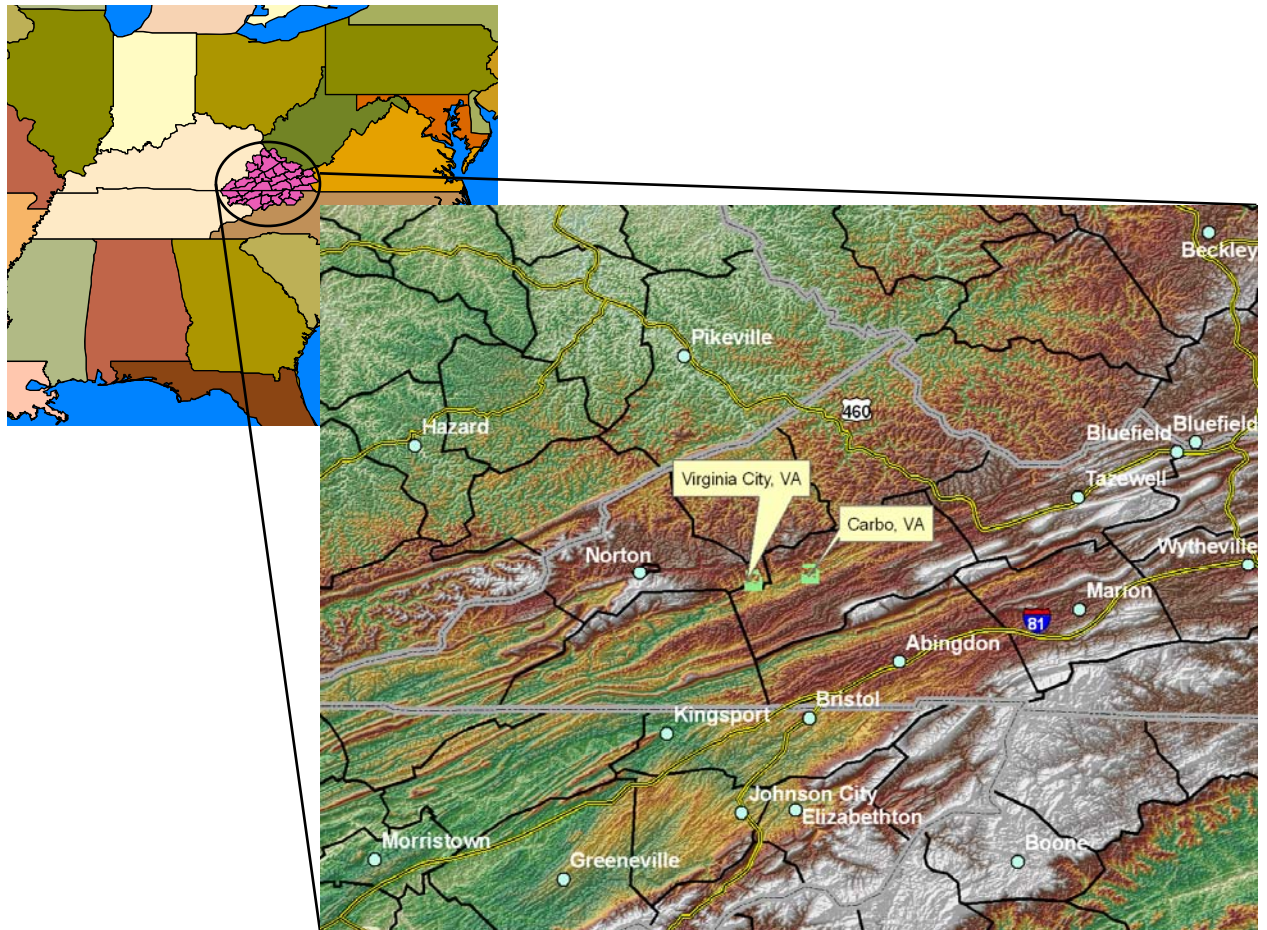 Beckley
Pikeville
460
Hazard
Bluefield
Bluefield
Virginia City, VA
Tazewell
Carbo, VA
Norton
Wytheville
Marion
81
Abingdon
Bristol
Kingsport
Johnson City
Elizabethton
Morristown
Boone
Greeneville